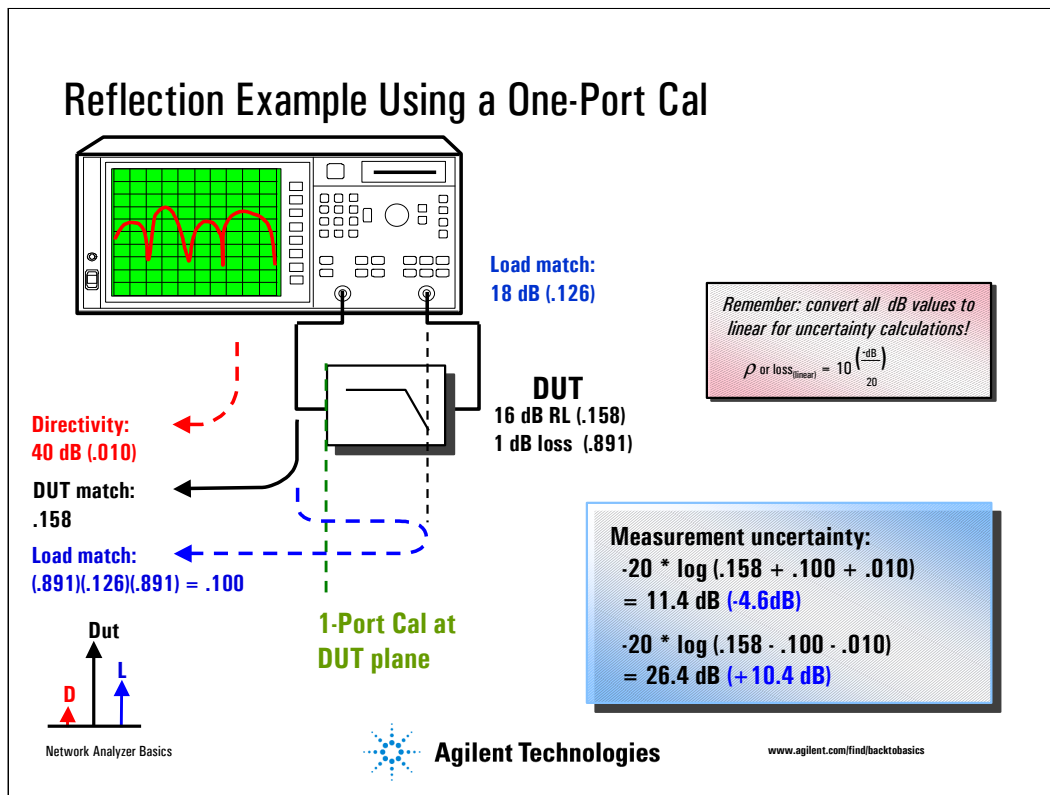 Reflection Example Using a One-Port Cal
Load match:
18 dB (.126)
Remember: convert all dB values to
linear for uncertainty calculations!
ρ or loss(linear) = 10 (-dB/20)
DUT
16 dB RL (.158)
1 dB loss (.891)
Directivity:
40 dB (.010)
DUT match:
.158
Load match:
(.891)(.126)(.891) = .100
1-Port Cal at
DUT plane
Measurement uncertainty:
-20 * log (.158 + .100 + .010)
= 11.4 dB (-4.6dB)
-20 * log (.158 - .100 - .010)
= 26.4 dB (+10.4 dB)
Dut
L
D
Network Analyzer Basics
Agilent Technologies
www.agilent.com/find/backtobasics